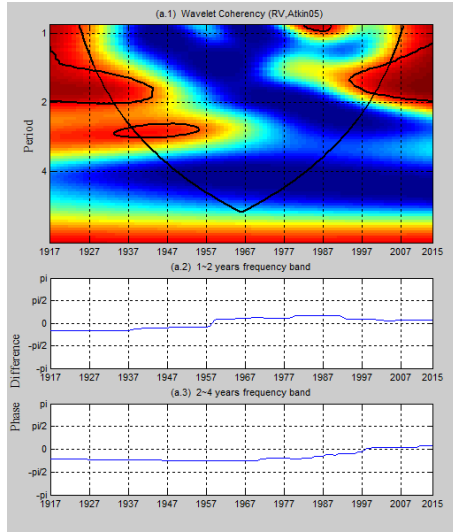 (a.1) Wavelet Coherency (RV,Atkin05)
1
2
4
Period
1917 1927 1937 1947 1957 1967 1977 1987 1997 2007 2015
(a.2) 1~2 years frequency band
pi
pi/2
0
-pi/2
-pi
1917 1927 1937 1947 1957 1967 1977 1987 1997 2007 2015
(a.3) 2~4 years frequency band
pi
pi/2
0
-pi/2
-pi
1917 1927 1937 1947 1957 1967 1977 1987 1997 2007 2015
Phase Difference